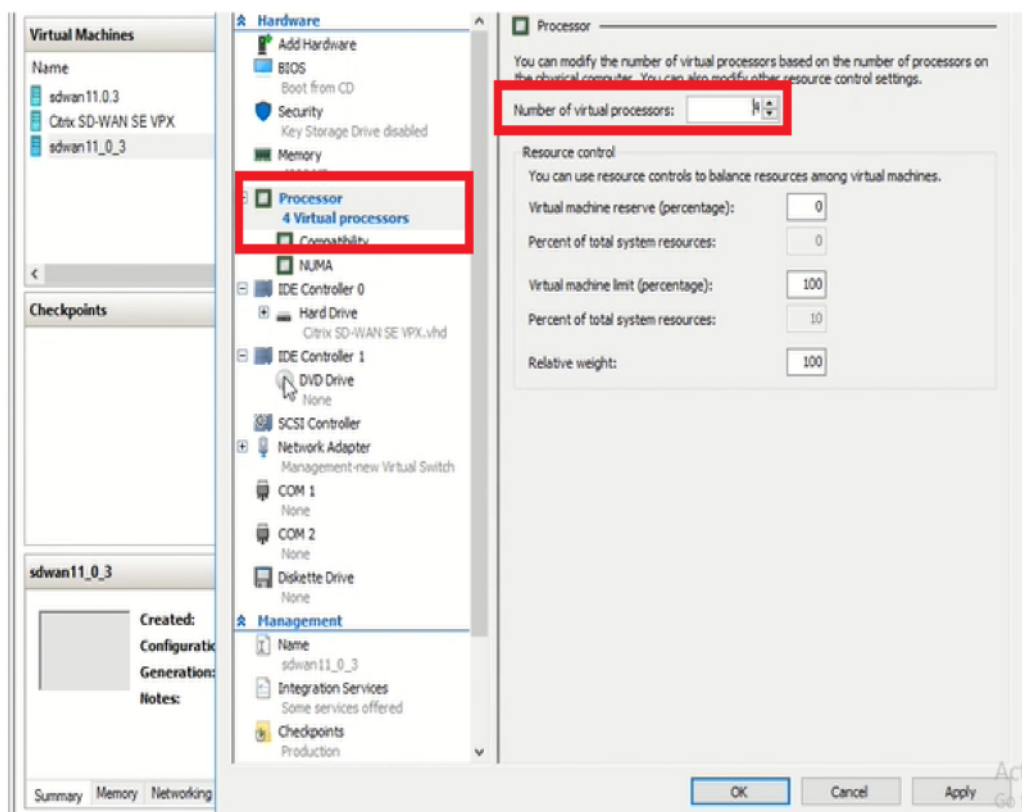 Virtual Machines
Name
sdwan11.0.3
Citrix SD-WAN SE VPX
sdwan11_0_3
Checkpoints
sdwan11_0_3
Created:
Configuratic
Generation:
Notes:
Summary Memory Networking
Hardware
Add Hardware
BIOS
Boot from CD
Security
Key Storage Drive disabled
Memory
Processor
4 Virtual processors
Compatibility
NUMA
IDE Controller 0
Hard Drive
Citrix SD-WAN SE VPX.vhd
IDE Controller 1
DVD Drive
None
SCSI Controller
Network Adapter
Management-new Virtual Switch
COM 1
None
COM 2
None
Diskette Drive
None
Management
Name
sdwan11_0_3
Integration Services
Some services offered
Checkpoints
Production
Processor
You can modify the number of virtual processors based on the number of processors on
the physical computer. You can also modify other resource control settings.
Number of virtual processors: 4
Resource control
You can use resource controls to balance resources among virtual machines.
Virtual machine reserve (percentage): 0
Percent of total system resources: 0
Virtual machine limit (percentage): 100
Percent of total system resources: 10
Relative weight: 100
OK Cancel Apply
Act
Go